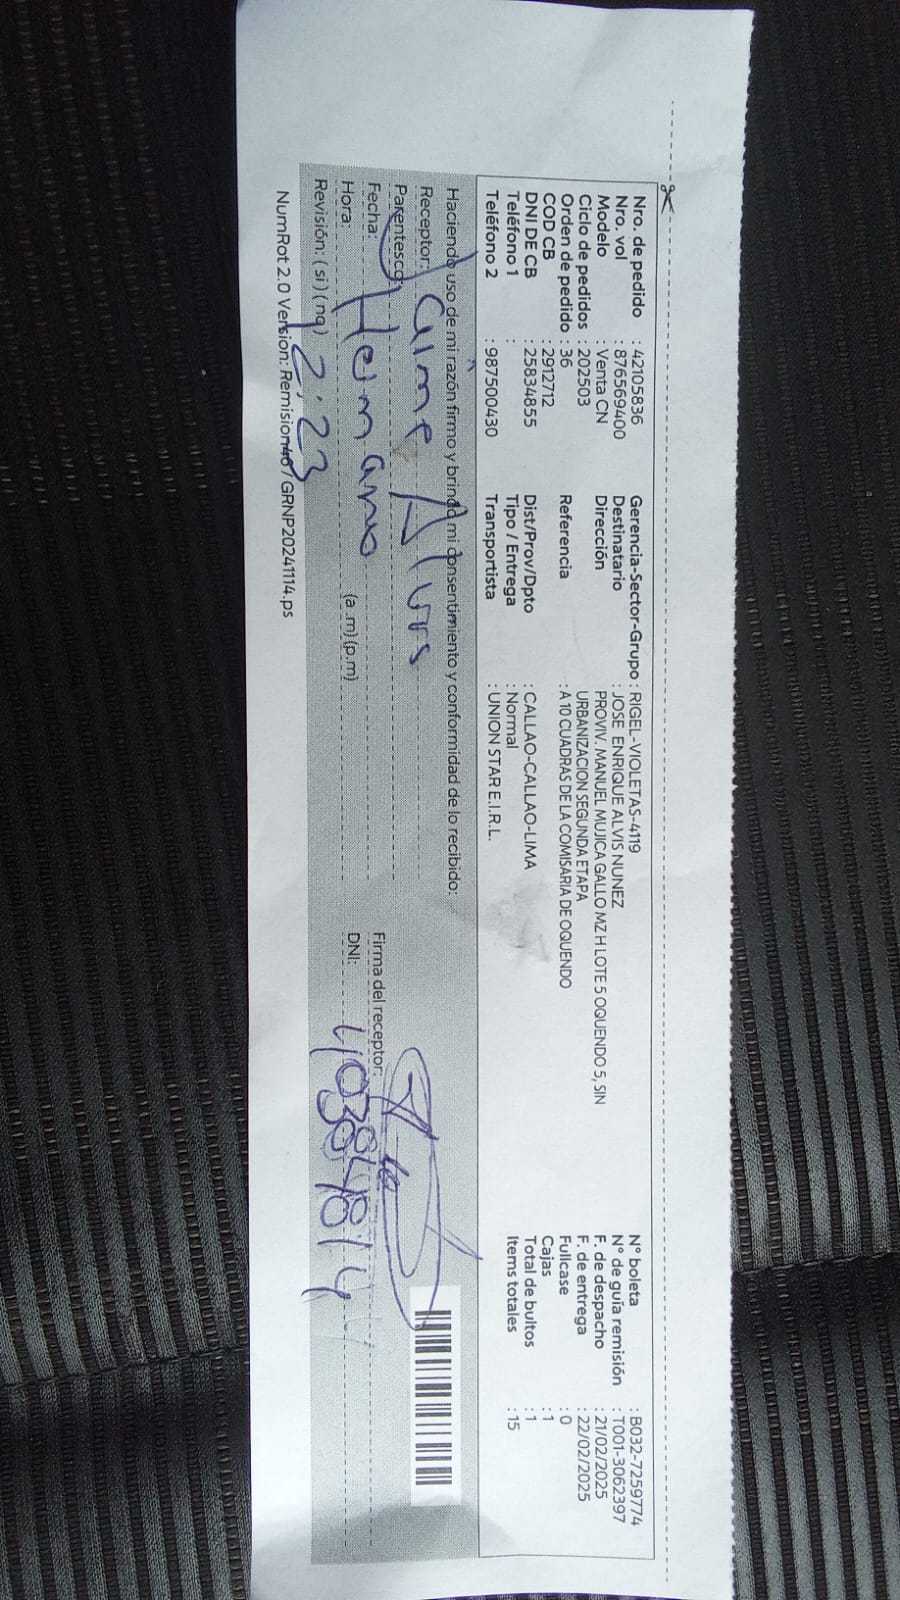 Nro. de pedido : 42105836 Gerencia-Sector-Grupo : RIGEL-VIOLETAS-4119 N° boleta : B032-7259774
Nro. vol : 876569400 Destinatario : JOSE ENRIQUE ALVIS NUNEZ N° de guía remisión : T001-3062397
Modelo : Venta CN Dirección PROVIV. MANUEL MUJICA GALLO MZ H LOTE 5 OQUENDO 5, SIN F. de despacho : 21/02/2025
Ciclo de pedidos : 202503 URBANIZACION SEGUNDA ETAPA F. de entrega : 22/02/2025
Orden de pedido : 36 Referencia : A 10 CUADRAS DE LA COMISARIA DE OQUENDO Fullcase : 0
COD CB : 2912712 Cajas : 1
DNI DE CB : 25834855 Dist/Prov/Dpto : CALLAO-CALLAO-LIMA Total de bultos : 1
Teléfono 1 : Tipo / Entrega : Normal Items totales : 15
Teléfono 2 : 987500430 Transportista : UNION STAR E.I.R.L.
Haciendo uso de mi razón firmo y brindo mi consentimiento y conformidad de lo recibido:
Receptor: Jaime Alvis
Parentesco: Hermano
Fecha: Firma del receptor:
Hora: (a.m)(p.m) DNI:
Revisión: (si)(no) 2:23
NumRot 2.0 Version: Remision467GRNP20241114.ps